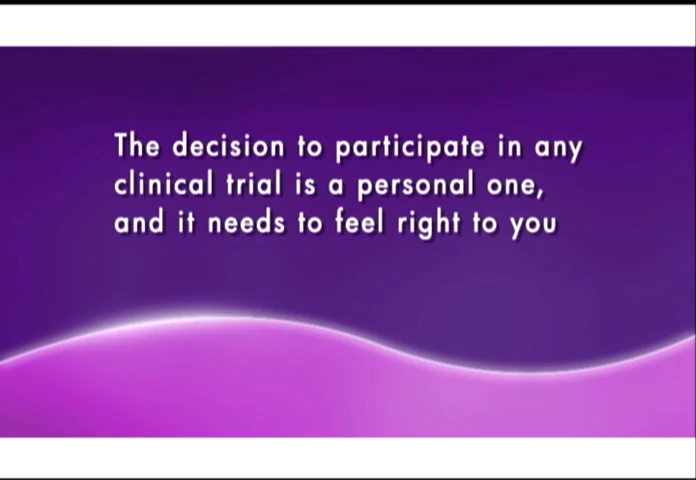 The decision to participate in any
clinical trial is a personal one,
and it needs to feel right to you